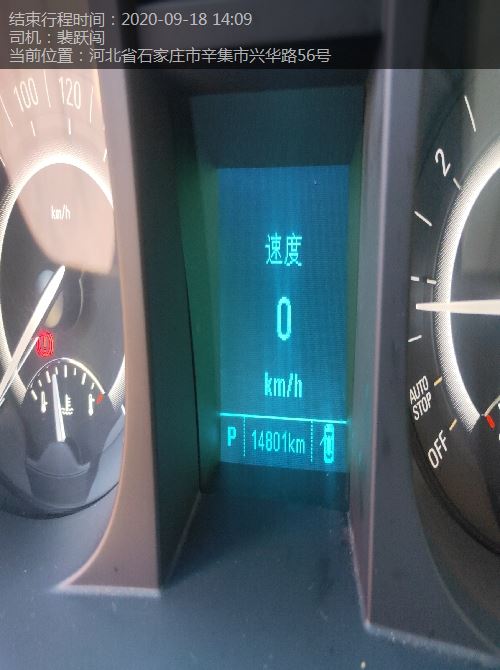 结束行程时间：2020-09-18 14:09
司机：裴跃闯
当前位置：河北省石家庄市辛集市兴华路56号
100 120
km/h
速度
0
km/h
P 14801km
2
AUTO
STOP
OFF